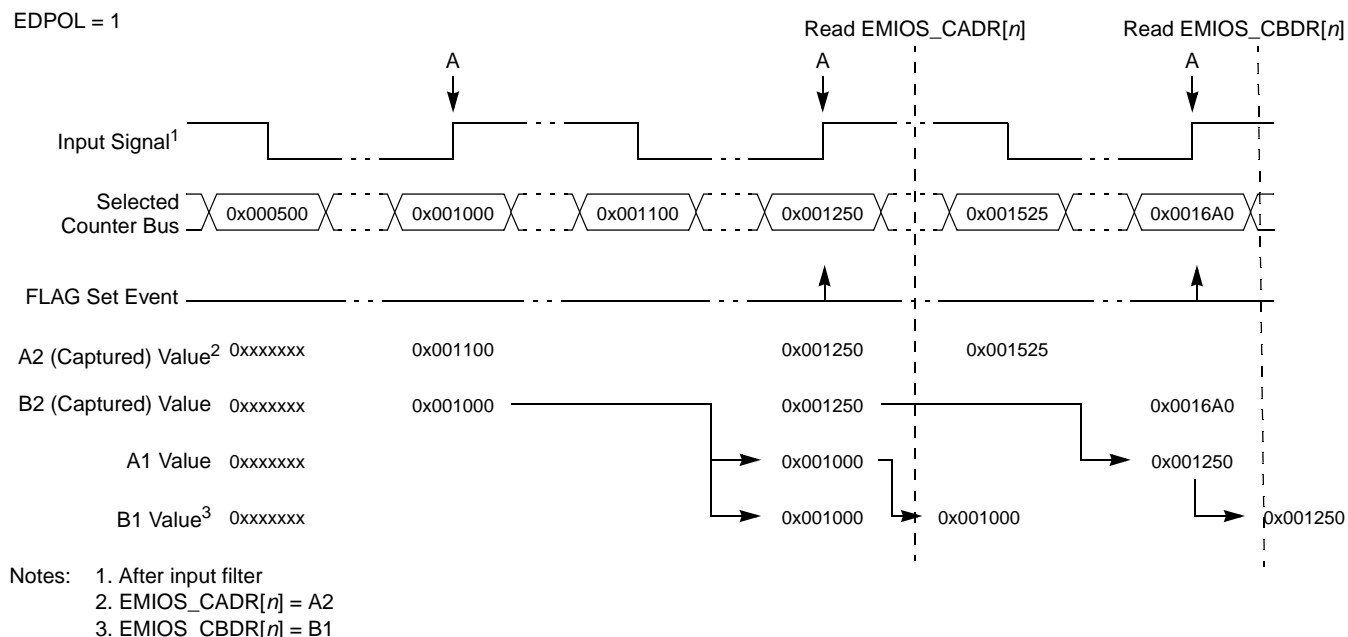 EDPOL = 1
Read EMIOS_CADR[n] Read EMIOS_CBDR[n]
A A A
Input Signal1
Selected
Counter Bus
0x000500 0x001000 0x001100 0x001250 0x001525 0x0016A0
FLAG Set Event
A2 (Captured) Value2 0xxxxxxx 0x001100 0x001250 0x001525
B2 (Captured) Value 0xxxxxxx 0x001000 0x001250 0x0016A0
A1 Value 0xxxxxxx 0x001000 0x001250
B1 Value3 0xxxxxxx 0x001000 0x001000 0x001250
Notes: 1. After input filter
2. EMIOS_CADR[n] = A2
3. EMIOS_CBDR[n] = B1